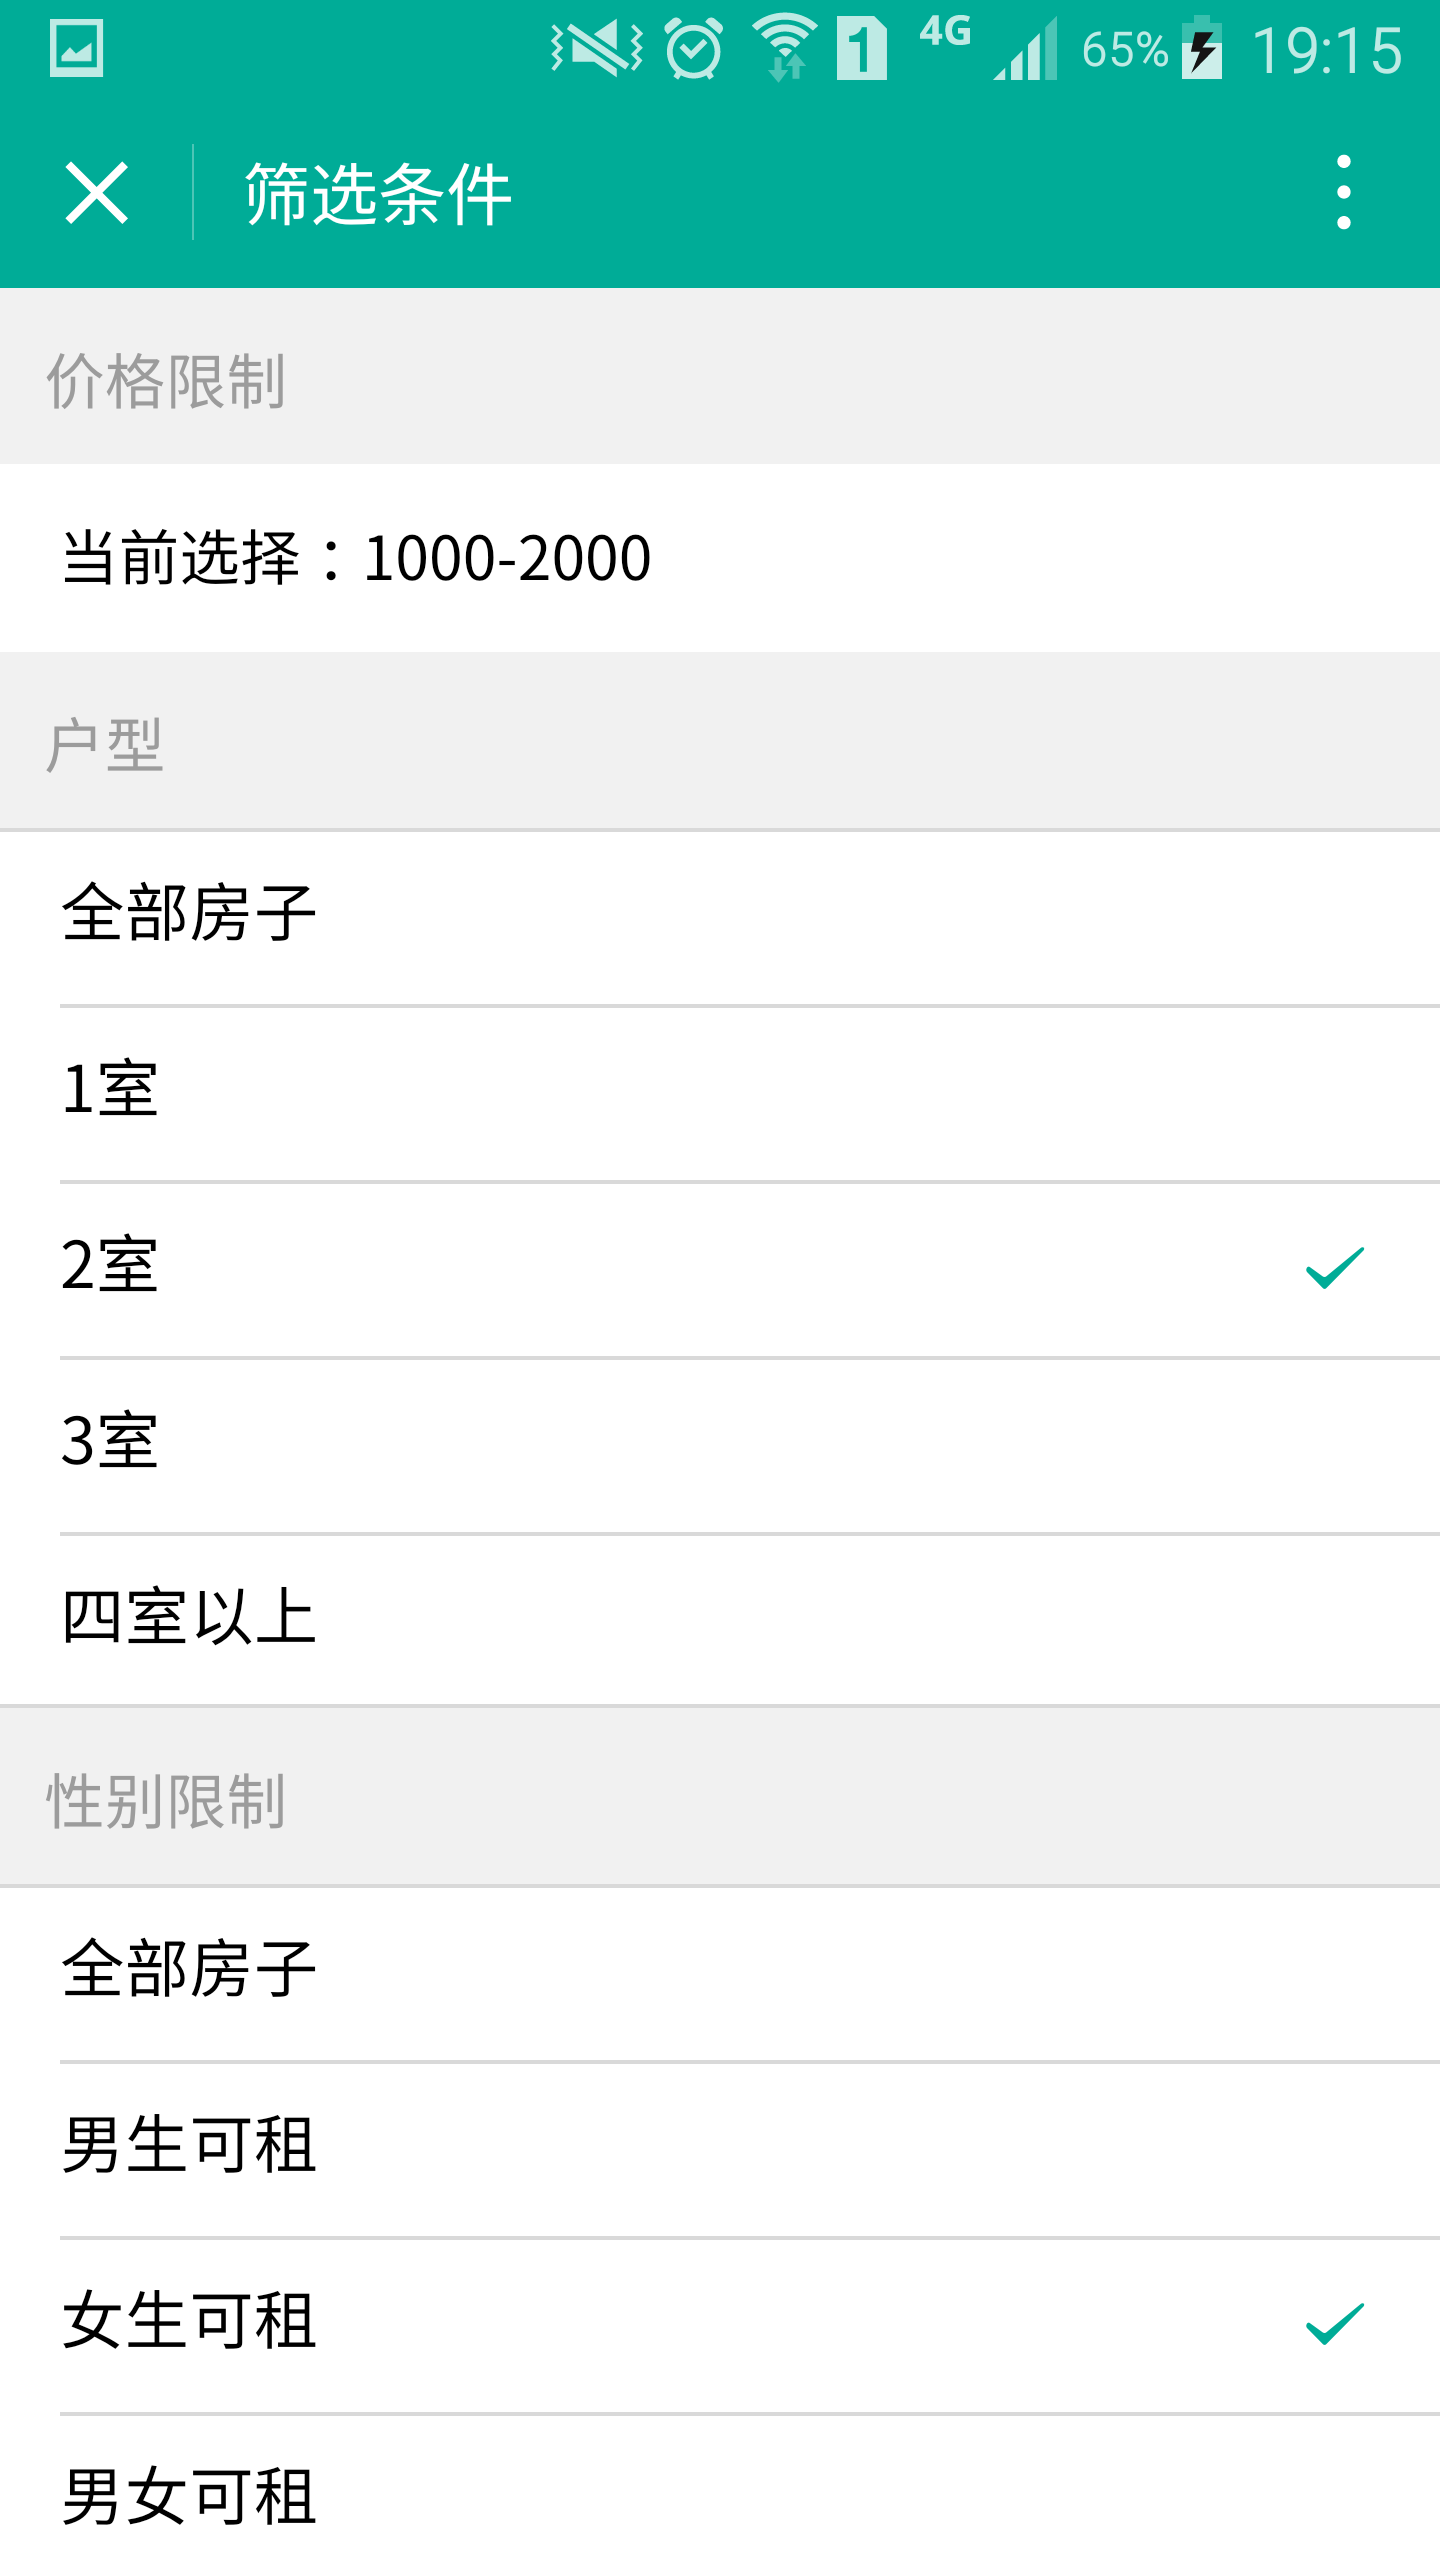 1 4G 65% 19:15
筛选条件
价格限制
当前选择：1000-2000
户型
全部房子
1室
2室
3室
四室以上
性别限制
全部房子
男生可租
女生可租
男女可租